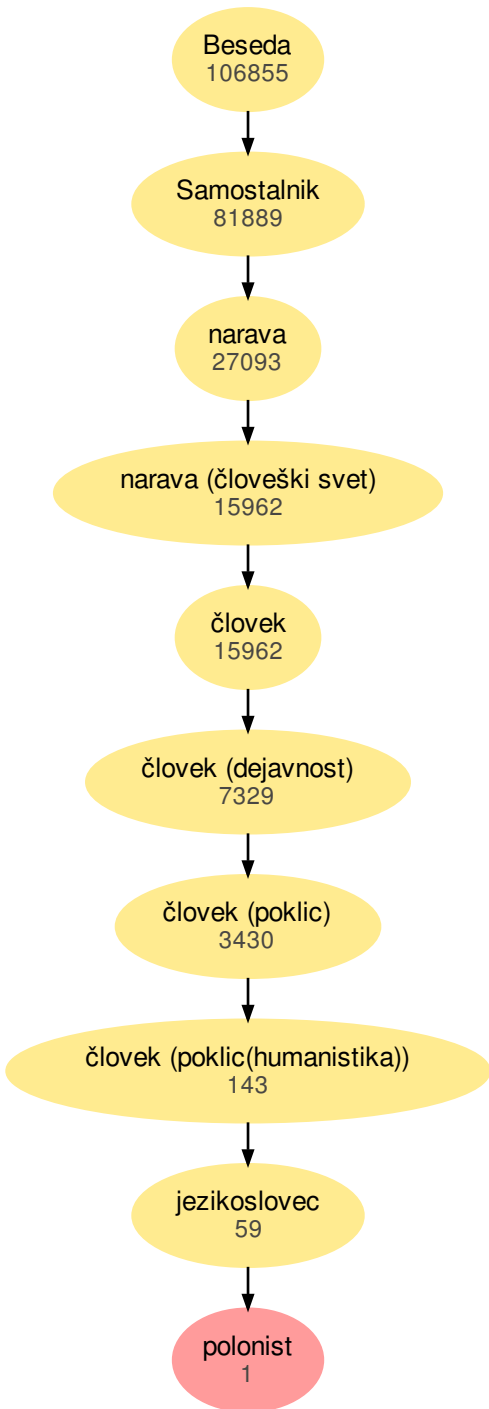 Beseda
106855
Samostalnik
81889
narava
27093
narava (človeški svet)
15962
človek
15962
človek (dejavnost)
7329
človek (poklic)
3430
človek (poklic(humanistika))
143
jezikoslovec
59
polonist
1